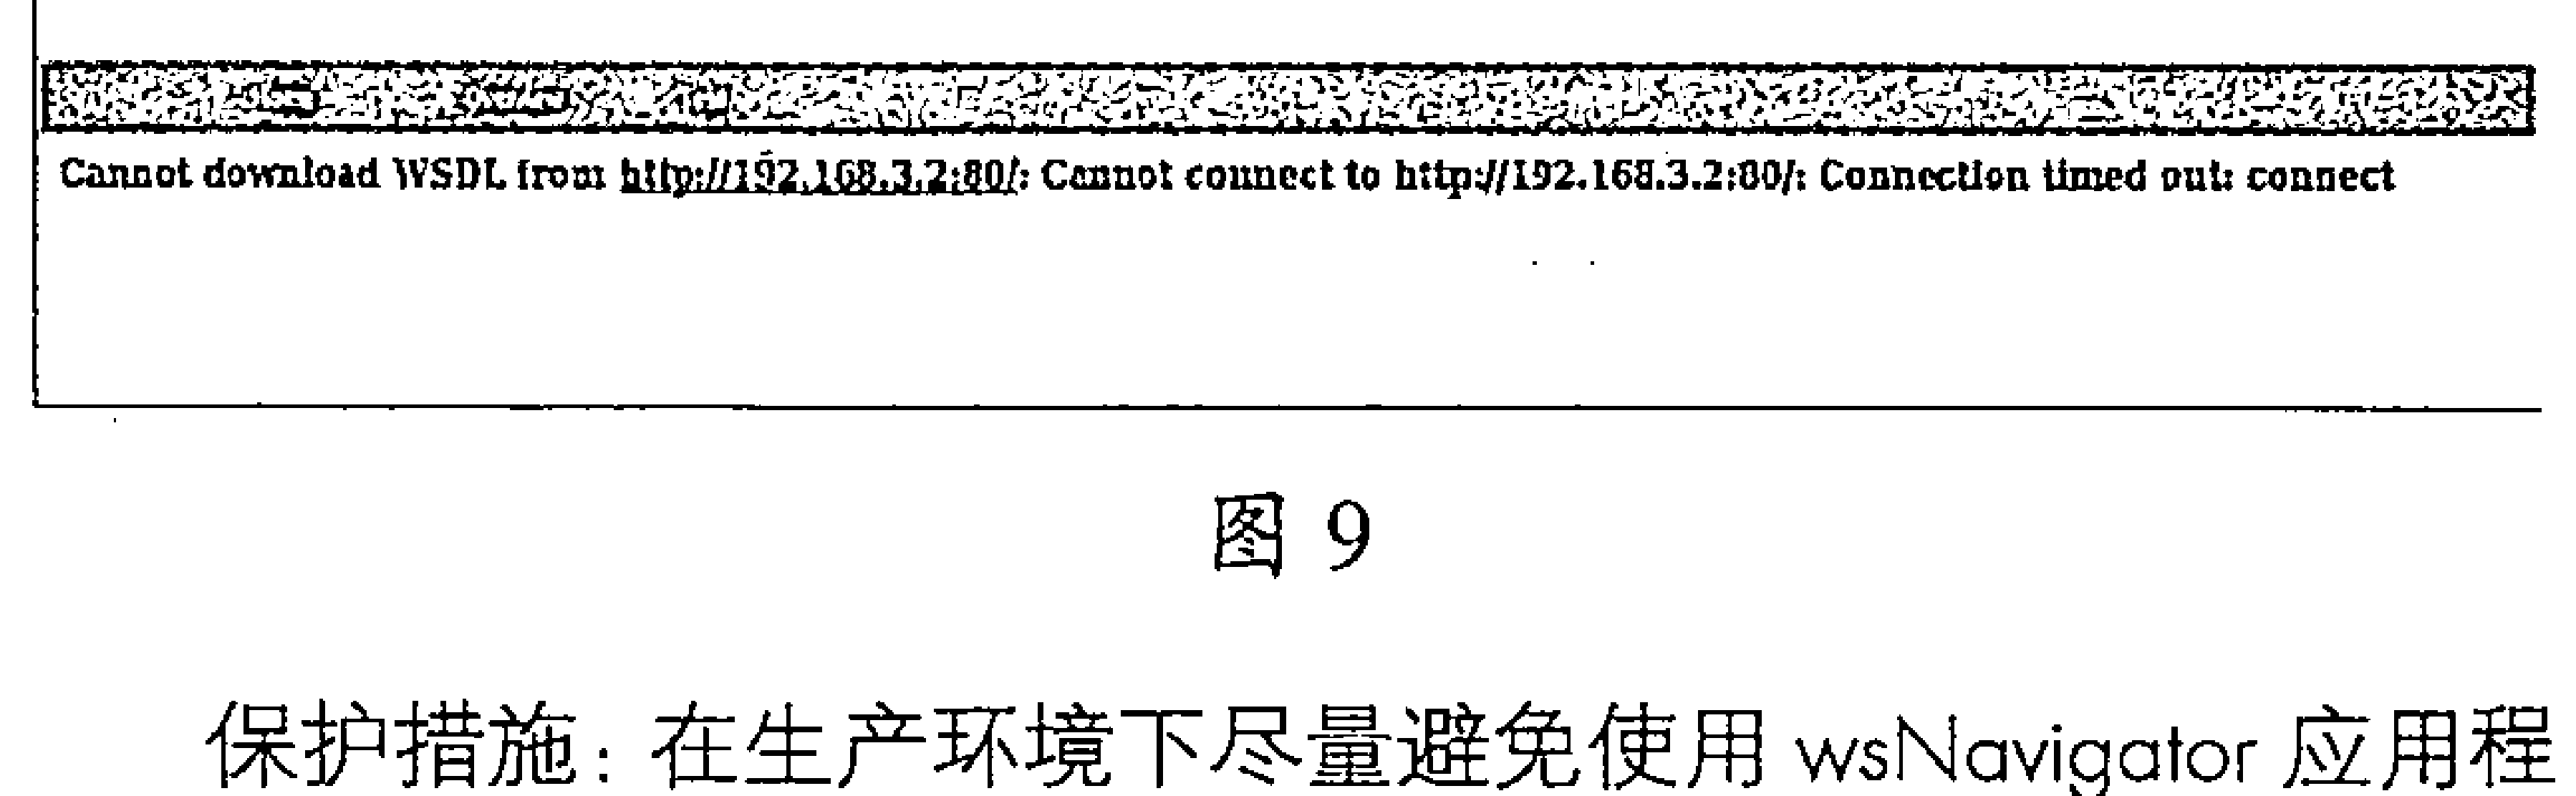 Cannot download WSDL from http://192.168.3.2:80/: Cannot connect to http://192.168.3.2:80/: Connection timed out: connect
图 9
保护措施：在生产环境下尽量避免使用 wsNavigator 应用程